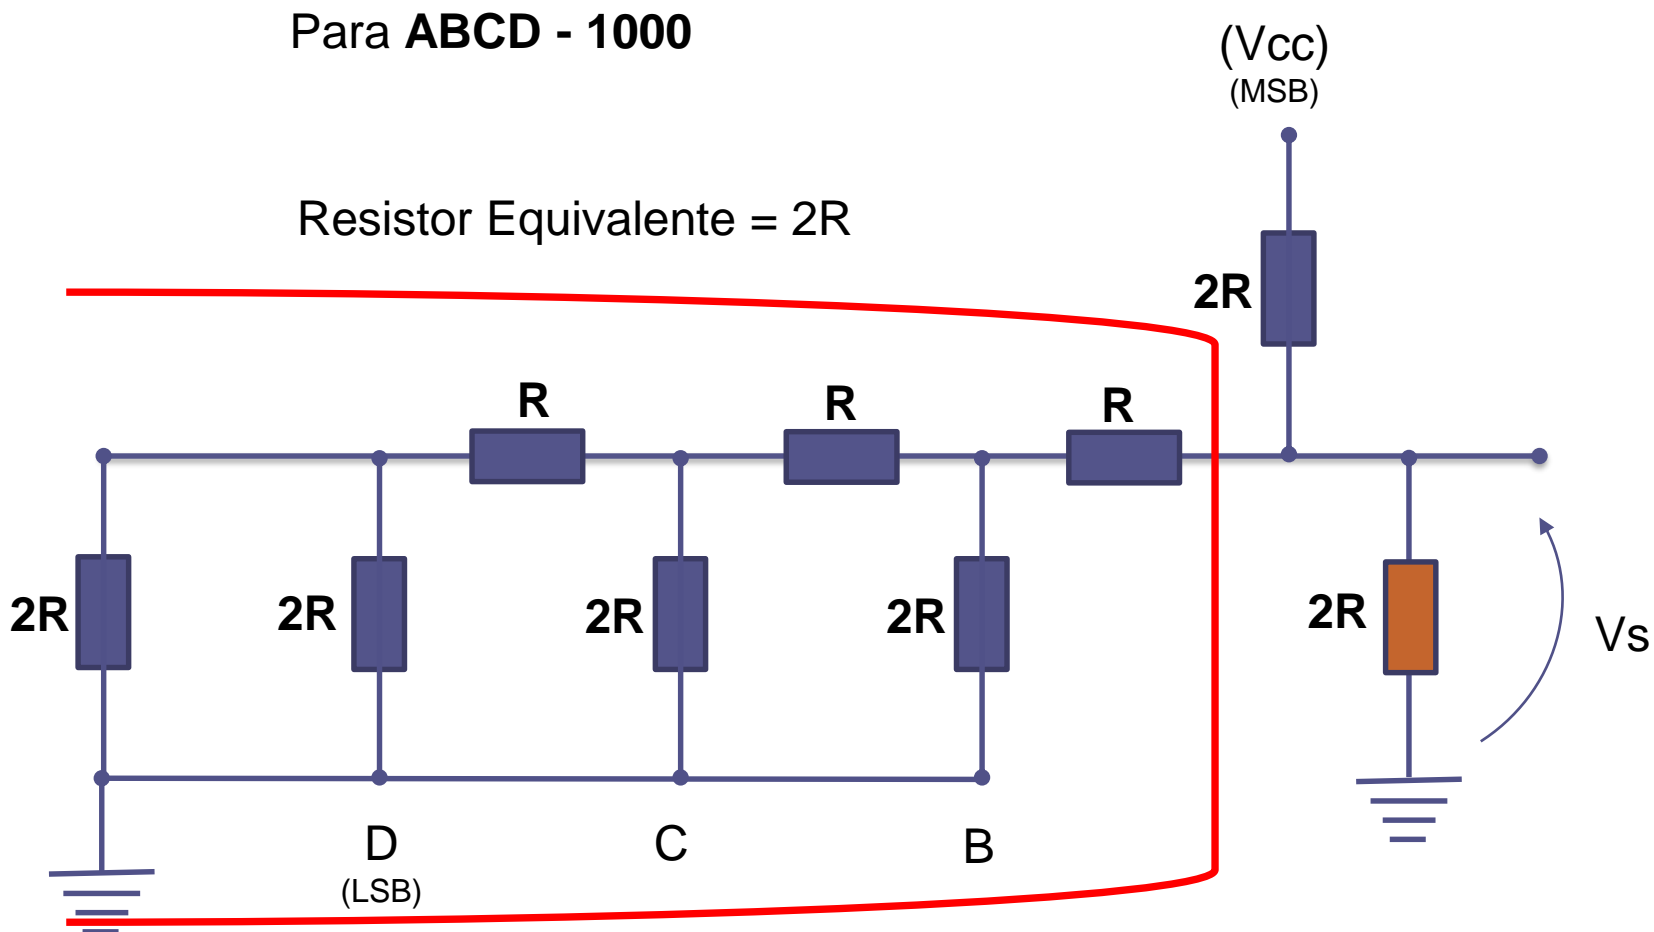 Para ABCD - 1000
(Vcc)
(MSB)
Resistor Equivalente = 2R
2R
R
R
R
2R
2R
2R
2R
2R
Vs
D
C
B
(LSB)